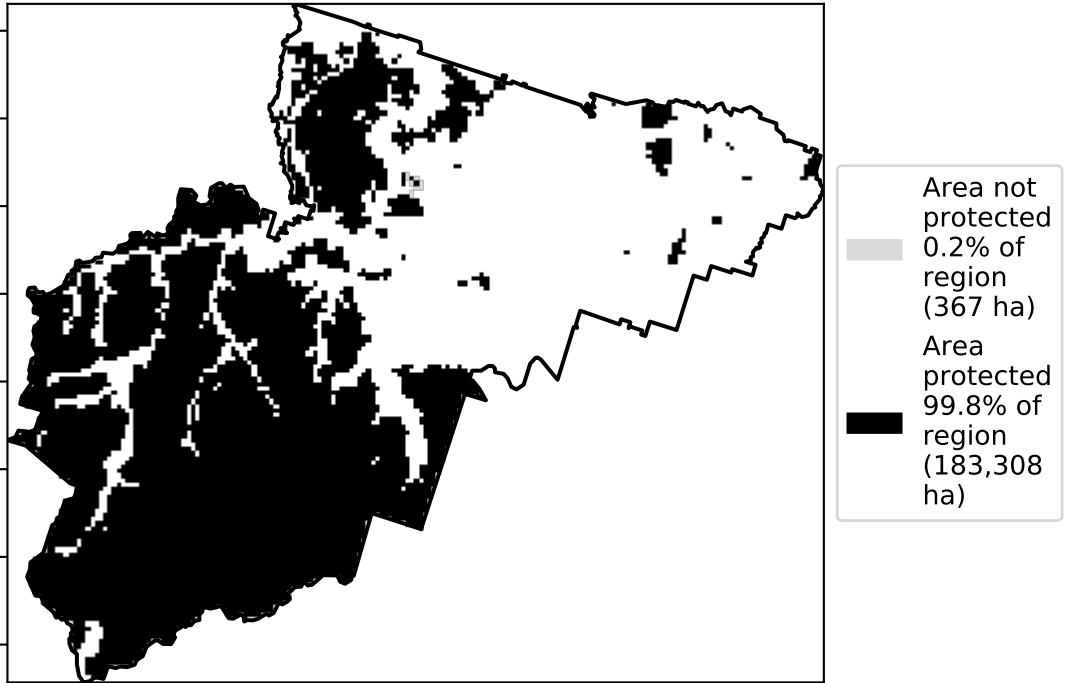 Area not
protected
0.2% of
region
(367 ha)
Area
protected
99.8% of
region
(183,308
ha)